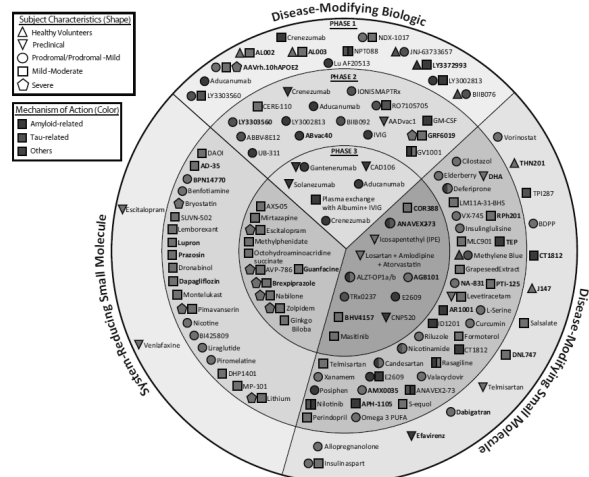 Disease-Modifying Biologic
Subject Characteristics (Shape)
Healthy Volunteers
Preclinical
Prodromal/Prodromal -Mild
Mild -Moderate
Severe
Mechanism of Action (Color)
Amyloid-related
Tau-related
Others
PHASE 1
Crenezumab
NDX-1017
AL002
AL003
NPT088
JNJ-63733657
AAVrh.10hAPOE2
Lu AF20513
LY3372993
Aducanumab
LY3002813
LY3303560
BIIB076
PHASE 2
Crenezumab
IONISMAPTRx
CERE-110
Aducanumab
RO7105705
LY3303560
LY3002813
BIIB092
AADvac1
GM-CSF
ABBV-8E12
ABvac40
IVIG
GRF6019
UB-311
GV1001
PHASE 3
Gantenerumab
CAD106
Solanezumab
Aducanumab
Plasma exchange
with Albumin+ IVIG
Crenezumab
System-Reducing Small Molecule
Escitalopram
Venlafaxine
DAOI
AD-35
BPN14770
Benfotiamine
Bryostatin
SUVN-502
Lemborexant
Lupron
Prazosin
Dronabinol
Dapagliflozin
Montelukast
Pimavanserin
Nicotine
BI425809
Uraglutide
Piromelatine
DHP1401
MP-101
Lithium
AXS-05
Mirtazapine
Escitalopram
Methylphenidate
Octohydroaminoacridine
succinate
AVP-786
Guanfacine
Brexpiprazole
Nabilone
Zolpidem
Ginkgo
Biloba
Disease-Modifying Small Molecule
COR388
ANAVEX273
Icosapentethyl (IPE)
Losartan + Amlodipine
+ Atorvastatin
ALZT-OP1a/b
AGB101
TRx0237
E2609
BHV4157
CNP520
Masitinib
Cilostazol
Elderberry
DHA
Deferiprone
LM11A-31-BHS
VX-745
RPh201
Insulinglulisine
MLC901
TEP
Methylene Blue
GrapeseedExtract
NA-831
PTI-125
Levetiracetam
AR1001
L-Serine
ID1201
Curcumin
Riluzole
Formoterol
Nicotinamide
CT1812
Telmisartan
Candesartan
Rasagiline
Xanamem
E2609
Valacyclovir
Posiphen
AMX0035
ANAVEX2-73
Nilotinib
APH-1105
S-equol
Perindopril
Omega 3 PUFA
Vorinostat
THN201
TPI287
BDPP
CT1812
J147
Salsalate
DNL747
Telmisartan
Dabigatran
Efavirenz
Allopregnanolone
Insulinaspart